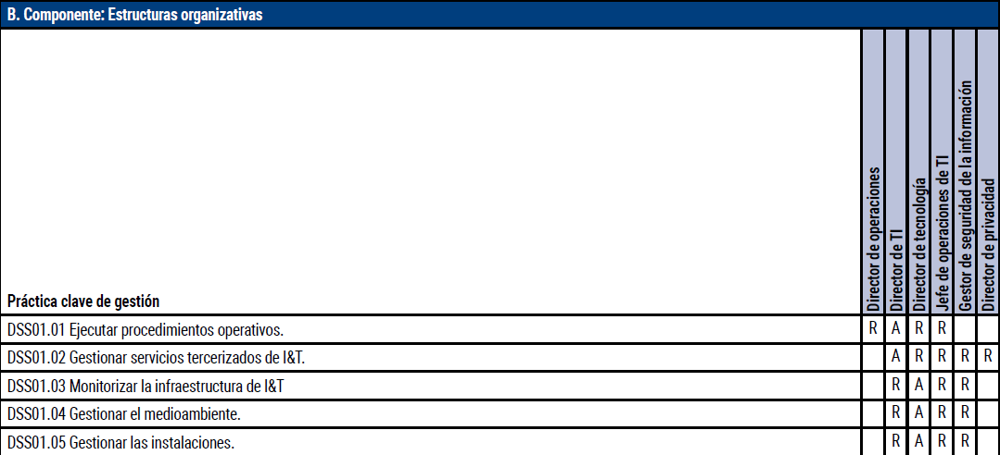 B. Componente: Estructuras organizativas
Práctica clave de gestión
Director de operaciones
Director de TI
Director de tecnología
Jefe de operaciones de TI
Gestor de seguridad de la información
Director de privacidad
DSS01.01 Ejecutar procedimientos operativos. R A R R
DSS01.02 Gestionar servicios tercerizados de I&T. A R R R R
DSS01.03 Monitorizar la infraestructura de I&T R A R R
DSS01.04 Gestionar el medioambiente. R A R R
DSS01.05 Gestionar las instalaciones. R A R R